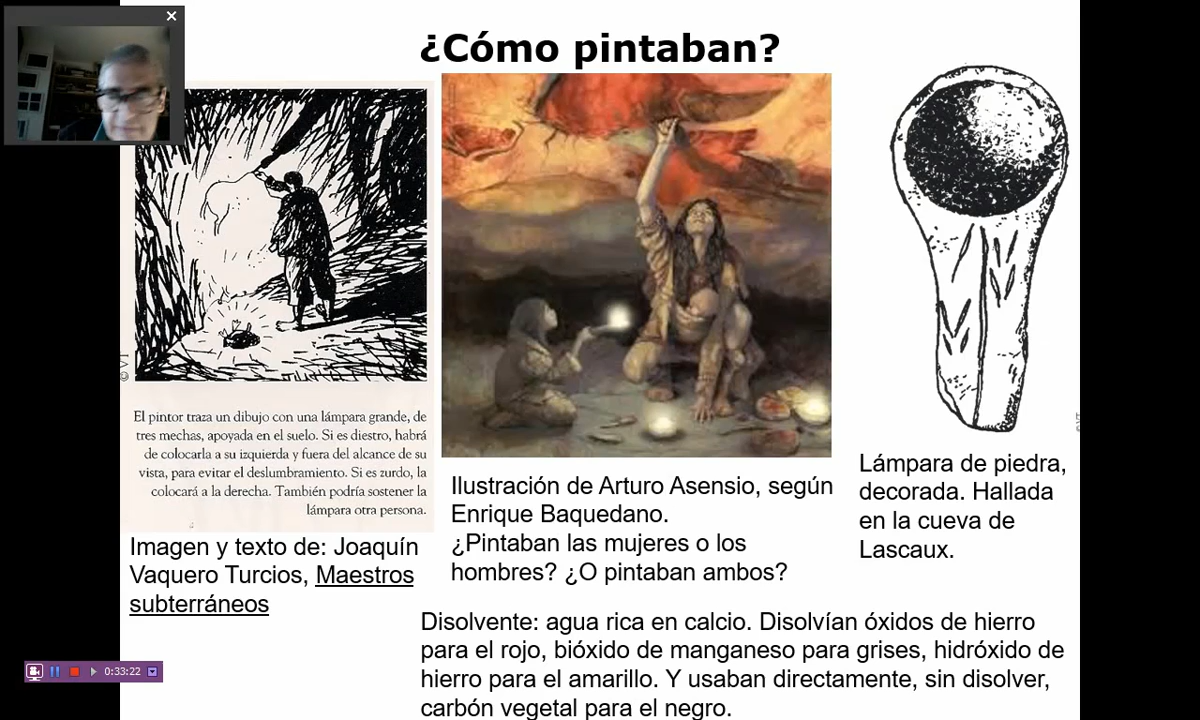 ¿Cómo pintaban?
El pintor traza un dibujo con una lámpara grande, de
tres mechas, apoyada en el suelo. Si es diestro, habrá
de colocarla a su izquierda y fuera del alcance de su
vista, para evitar el deslumbramiento. Si es zurdo, la
colocará a la derecha. También podría sostener la
lámpara otra persona.
Imagen y texto de: Joaquín
Vaquero Turcios, Maestros
subterráneos
Ilustración de Arturo Asensio, según
Enrique Baquedano.
¿Pintaban las mujeres o los
hombres? ¿O pintaban ambos?
Lámpara de piedra,
decorada. Hallada
en la cueva de
Lascaux.
Disolvente: agua rica en calcio. Disolvían óxidos de hierro
para el rojo, bióxido de manganeso para grises, hidróxido de
hierro para el amarillo. Y usaban directamente, sin disolver,
carbón vegetal para el negro.
0:33:22